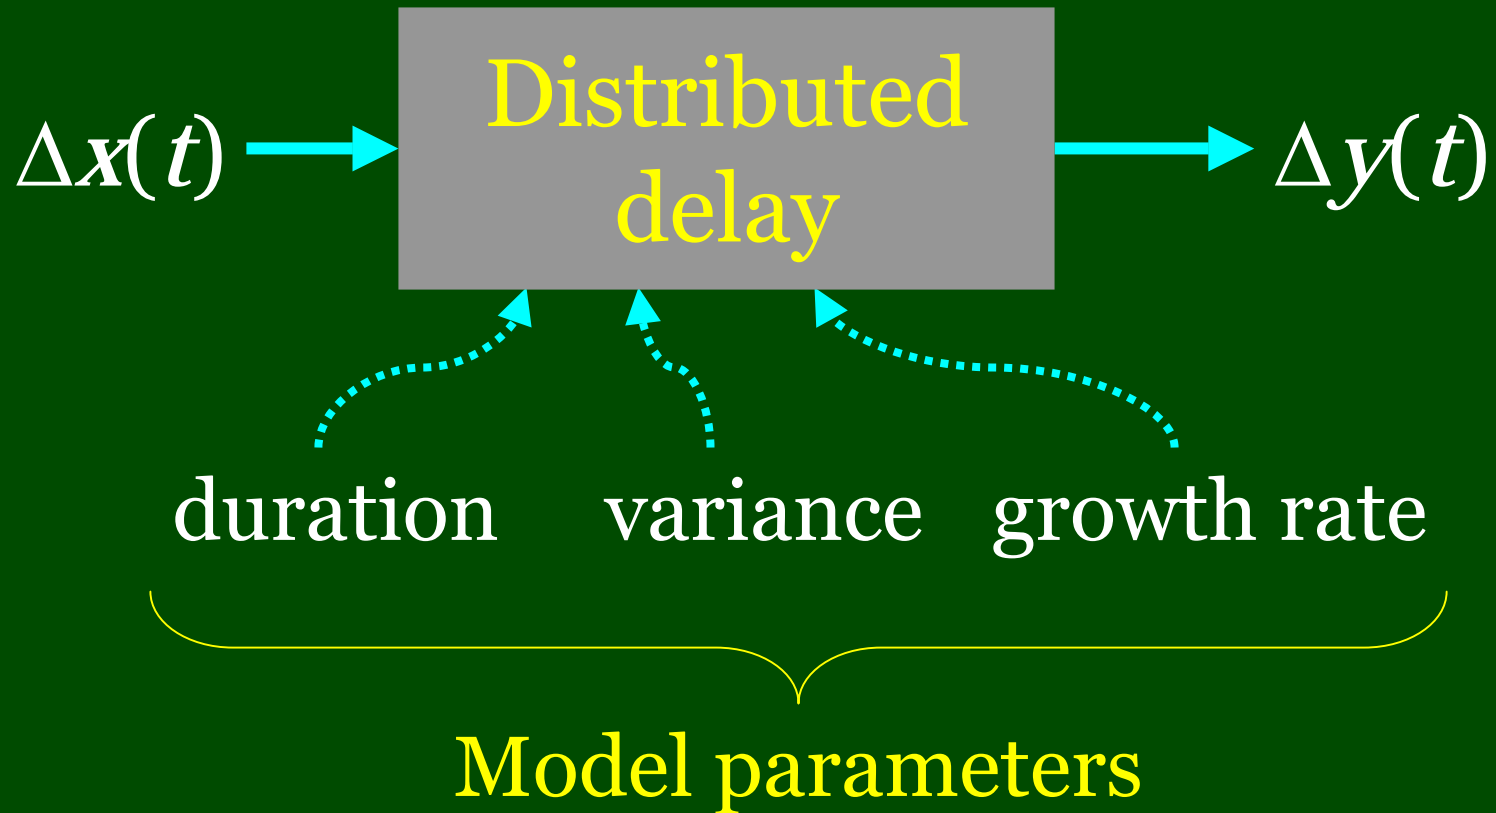 Distributed
delay
Δx(t)
Δy(t)
duration
variance
growth rate
Model parameters